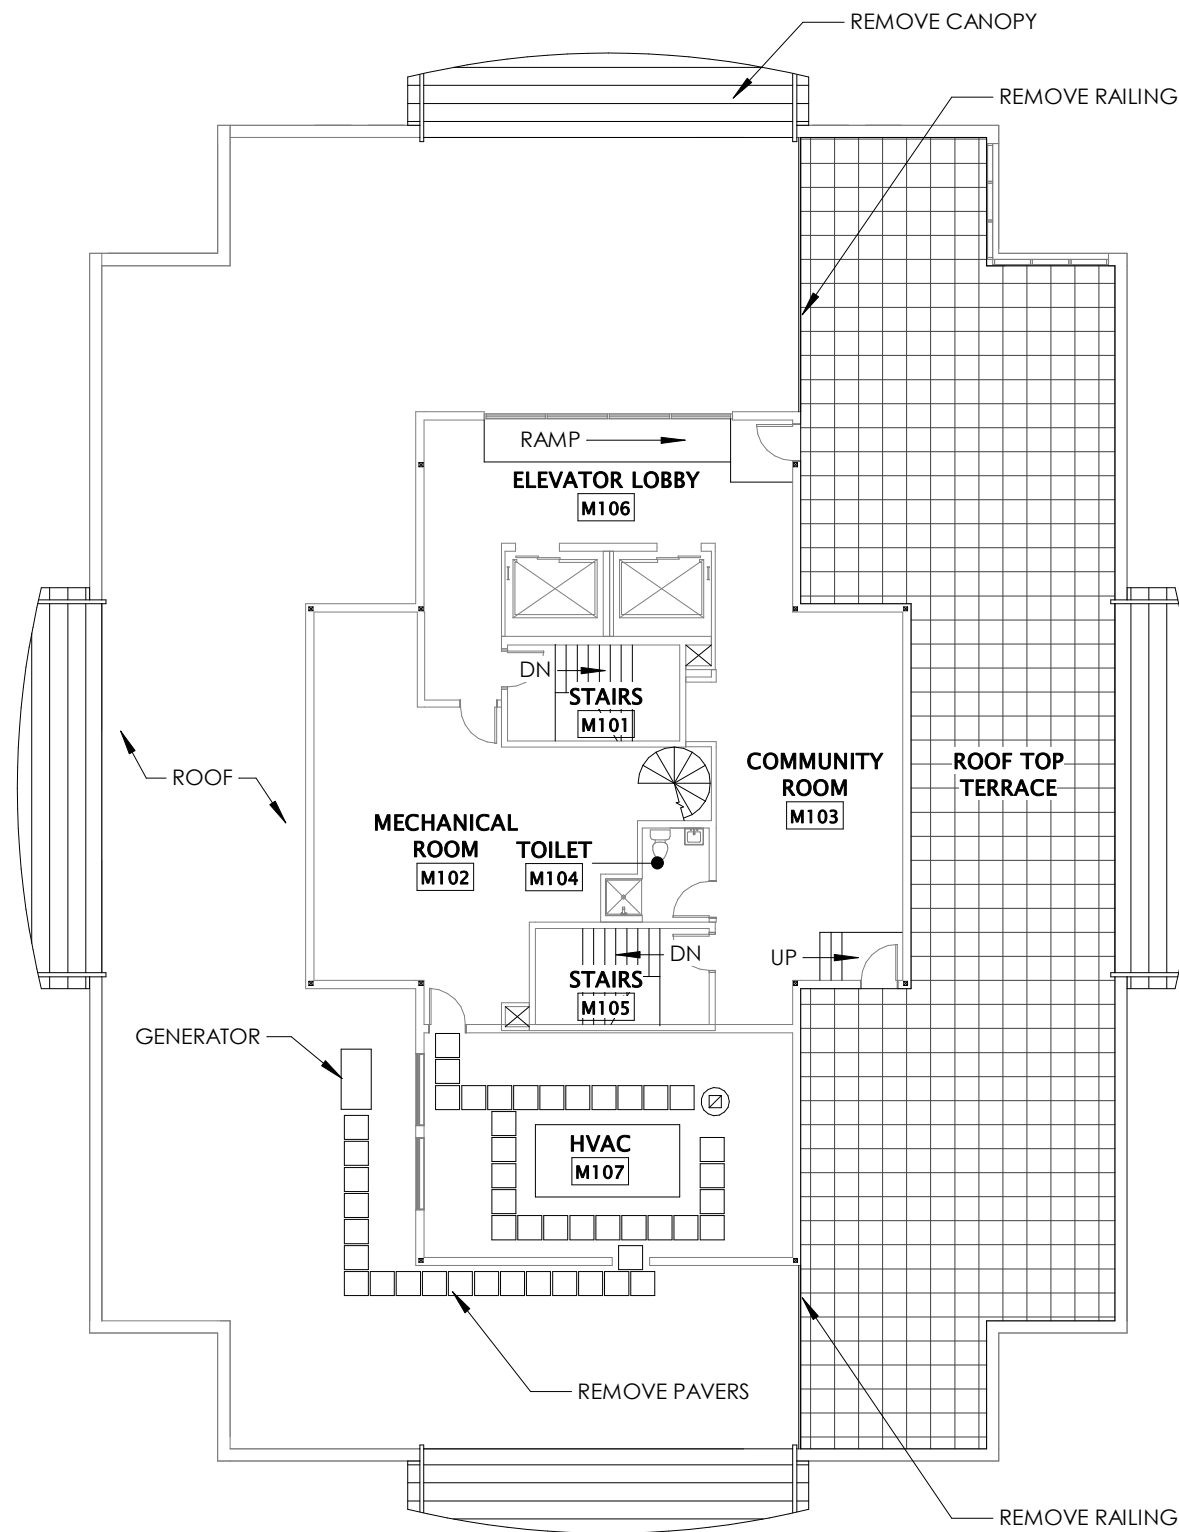 REMOVE CANOPY
REMOVE RAILING
RAMP
ELEVATOR LOBBY
M106
DN
STAIRS
M101
COMMUNITY
ROOM
M103
ROOF TOP
TERRACE
ROOF
MECHANICAL
ROOM
M102
TOILET
M104
DN
UP
STAIRS
M105
GENERATOR
HVAC
M107
REMOVE PAVERS
REMOVE RAILING